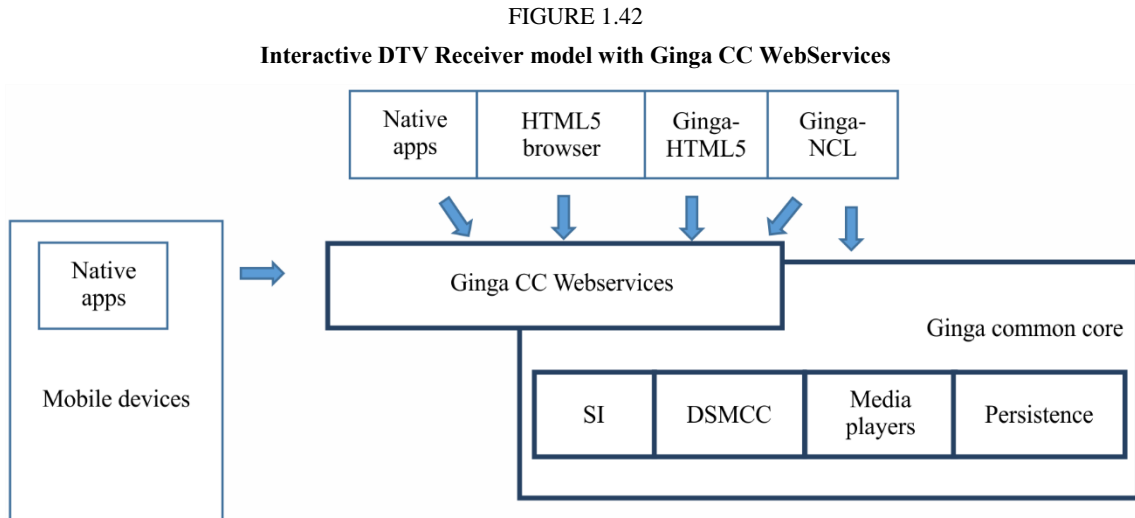 FIGURE 1.42
Interactive DTV Receiver model with Ginga CC WebServices
Native
apps
HTML5
browser
Ginga-
HTML5
Ginga-
NCL
Native
apps
Mobile devices
Ginga CC Webservices
Ginga common core
SI
DSMCC
Media
players
Persistence